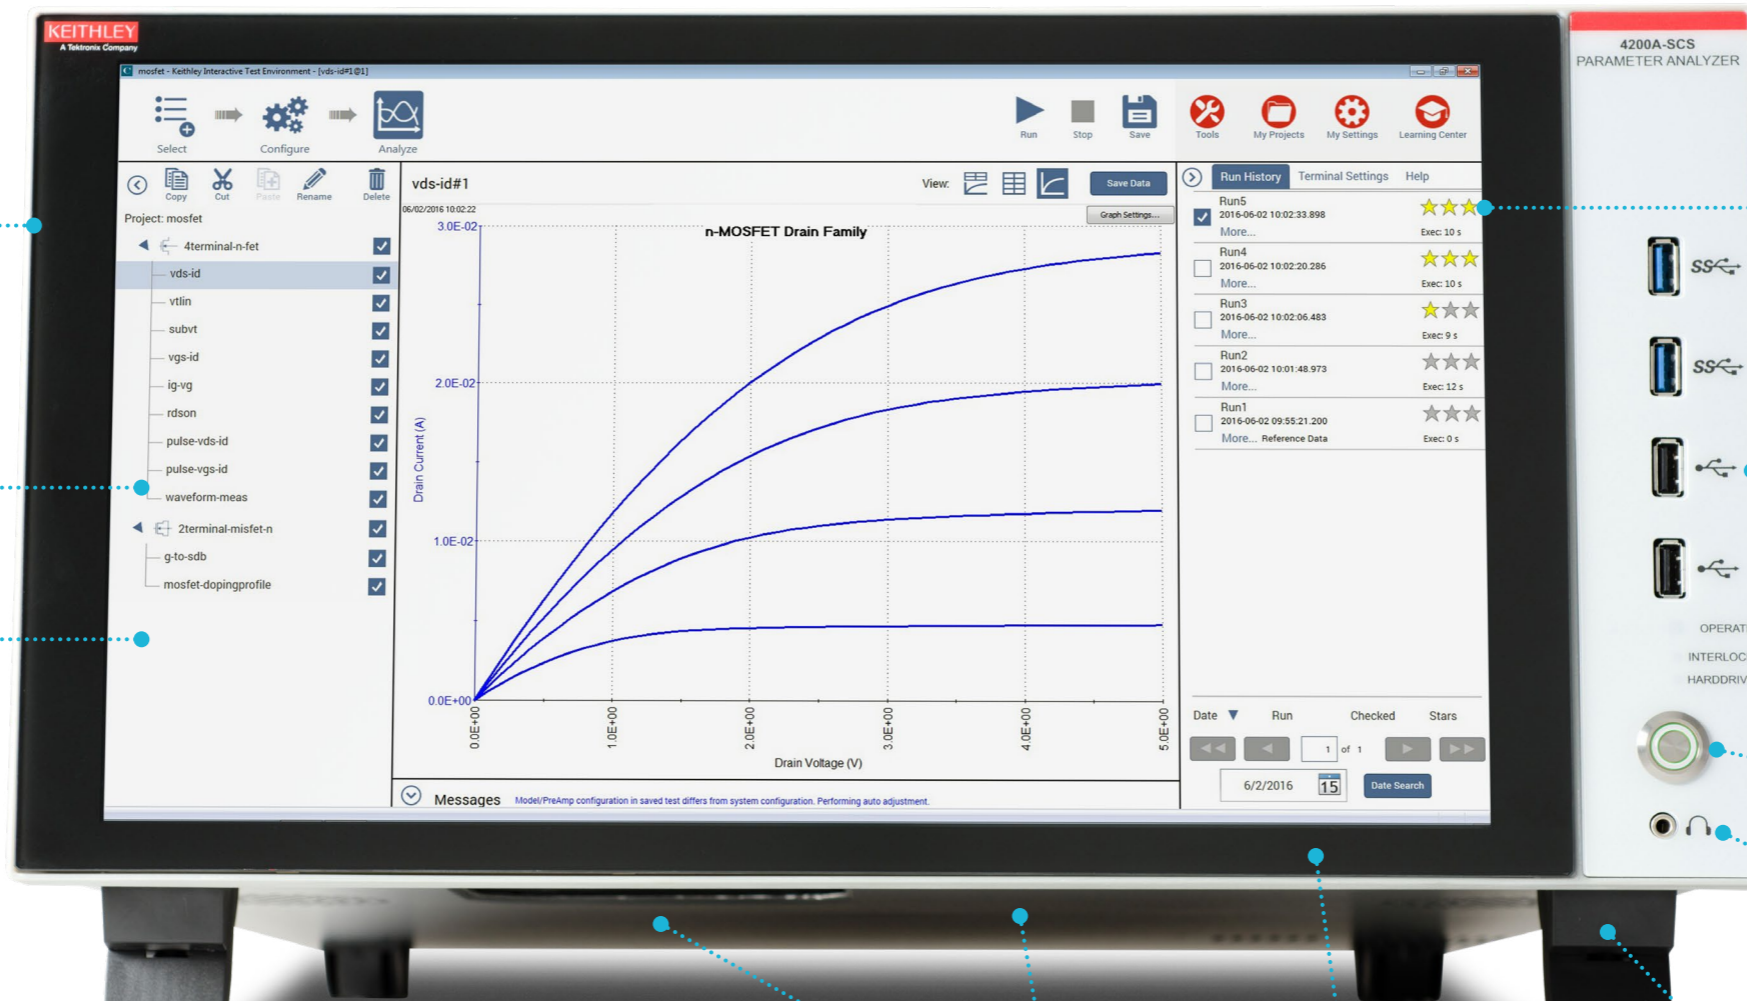 KEITHLEY
A Tektronix Company
4200A-SCS
PARAMETER ANALYZER
mosfet - Keithley Interactive Test Environment - [vds-id#1@1]
Select
Configure
Analyze
Run
Stop
Save
Tools
My Projects
My Settings
Learning Center
Copy
Cut
Paste
Rename
Delete
Project: mosfet
4terminal-n-fet
vds-id
vtlin
subvt
vgs-id
ig-vg
rdson
pulse-vds-id
pulse-vgs-id
waveform-meas
2terminal-misfet-n
g-to-sdb
mosfet-dopingprofile
vds-id#1
View:
Save Data
06/02/2016 10:02:22
Graph Settings...
n-MOSFET Drain Family
3.0E-02
2.0E-02
1.0E-02
0.0E+00
Drain Current (A)
0.0E+00
1.0E+00
2.0E+00
3.0E+00
4.0E+00
5.0E+00
Drain Voltage (V)
Messages Model/PreAmp configuration in saved test differs from system configuration. Performing auto adjustment.
Run History Terminal Settings Help
Run5
2016-06-02 10:02:33.898
More... Exec: 10 s
Run4
2016-06-02 10:02:20.286
More... Exec: 10 s
Run3
2016-06-02 10:02:06.483
More... Exec: 9 s
Run2
2016-06-02 10:01:48.973
More... Exec: 12 s
Run1
2016-06-02 09:55:21.200
More... Reference Data Exec: 0 s
Date Run Checked Stars
1 of 1
6/2/2016 15 Date Search
SS
SS
OPERAT
INTERLOC
HARDDRIV